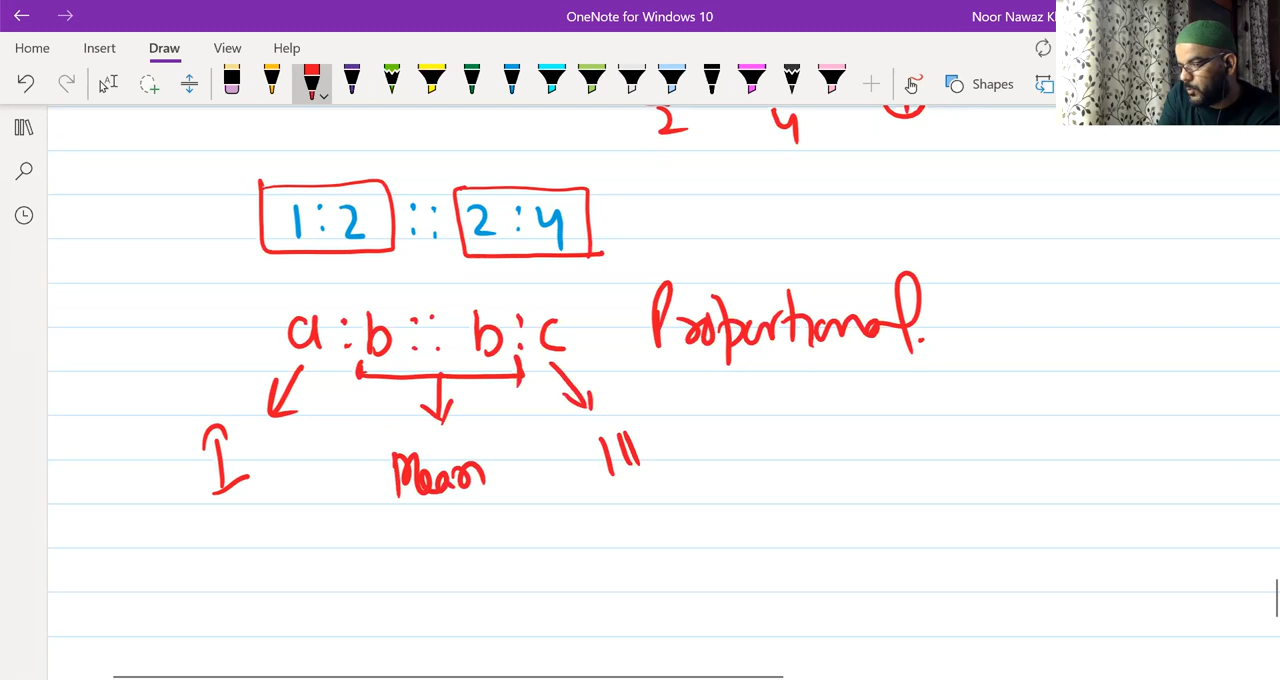 OneNote for Windows 10
Noor Nawaz Kh
Home Insert Draw View Help
Shapes
2 4
1 : 2 :: 2 : 4
a : b :: b : c Proportional.
I Mean III